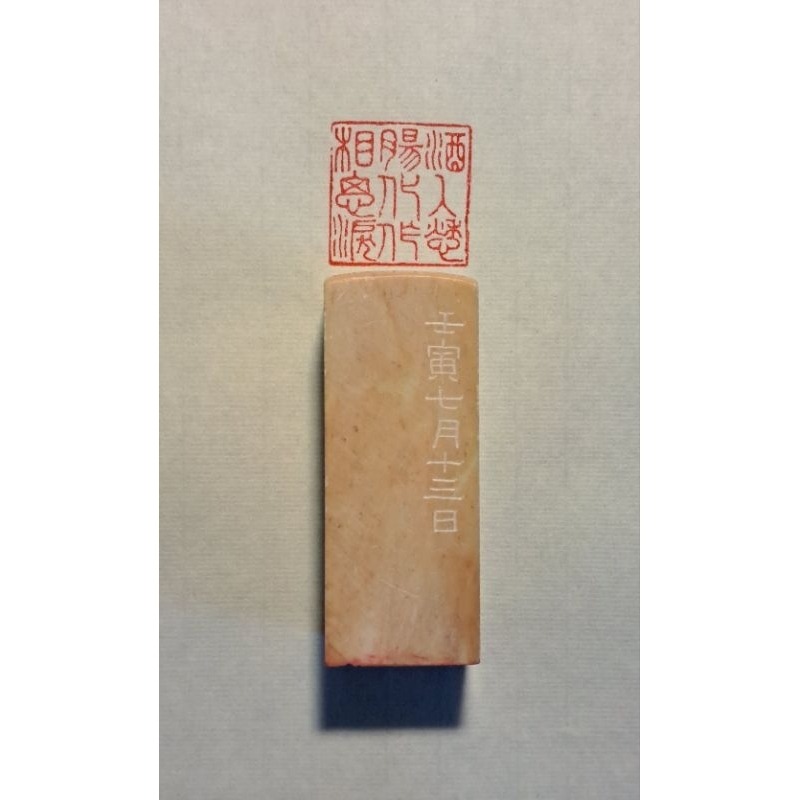 酒入愁
腸化作
相思淚
壬寅七月十三日